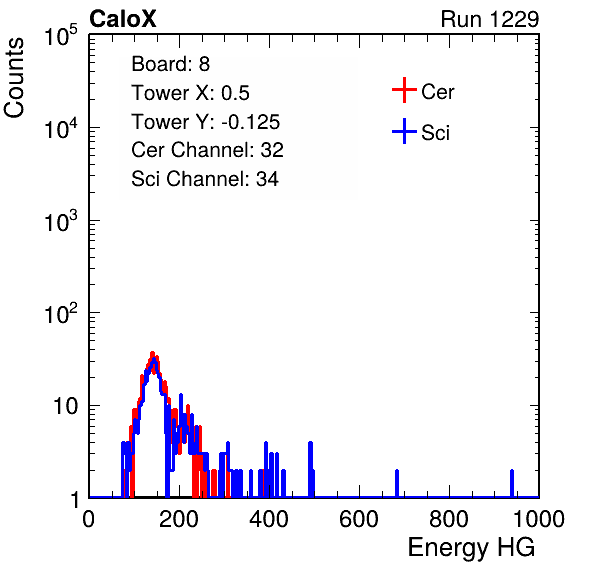 CaloX Run 1229
Counts
10^5
10^4
10^3
10^2
10
1
Board: 8
Tower X: 0.5
Tower Y: -0.125
Cer Channel: 32
Sci Channel: 34
Cer
Sci
0 200 400 600 800 1000
Energy HG